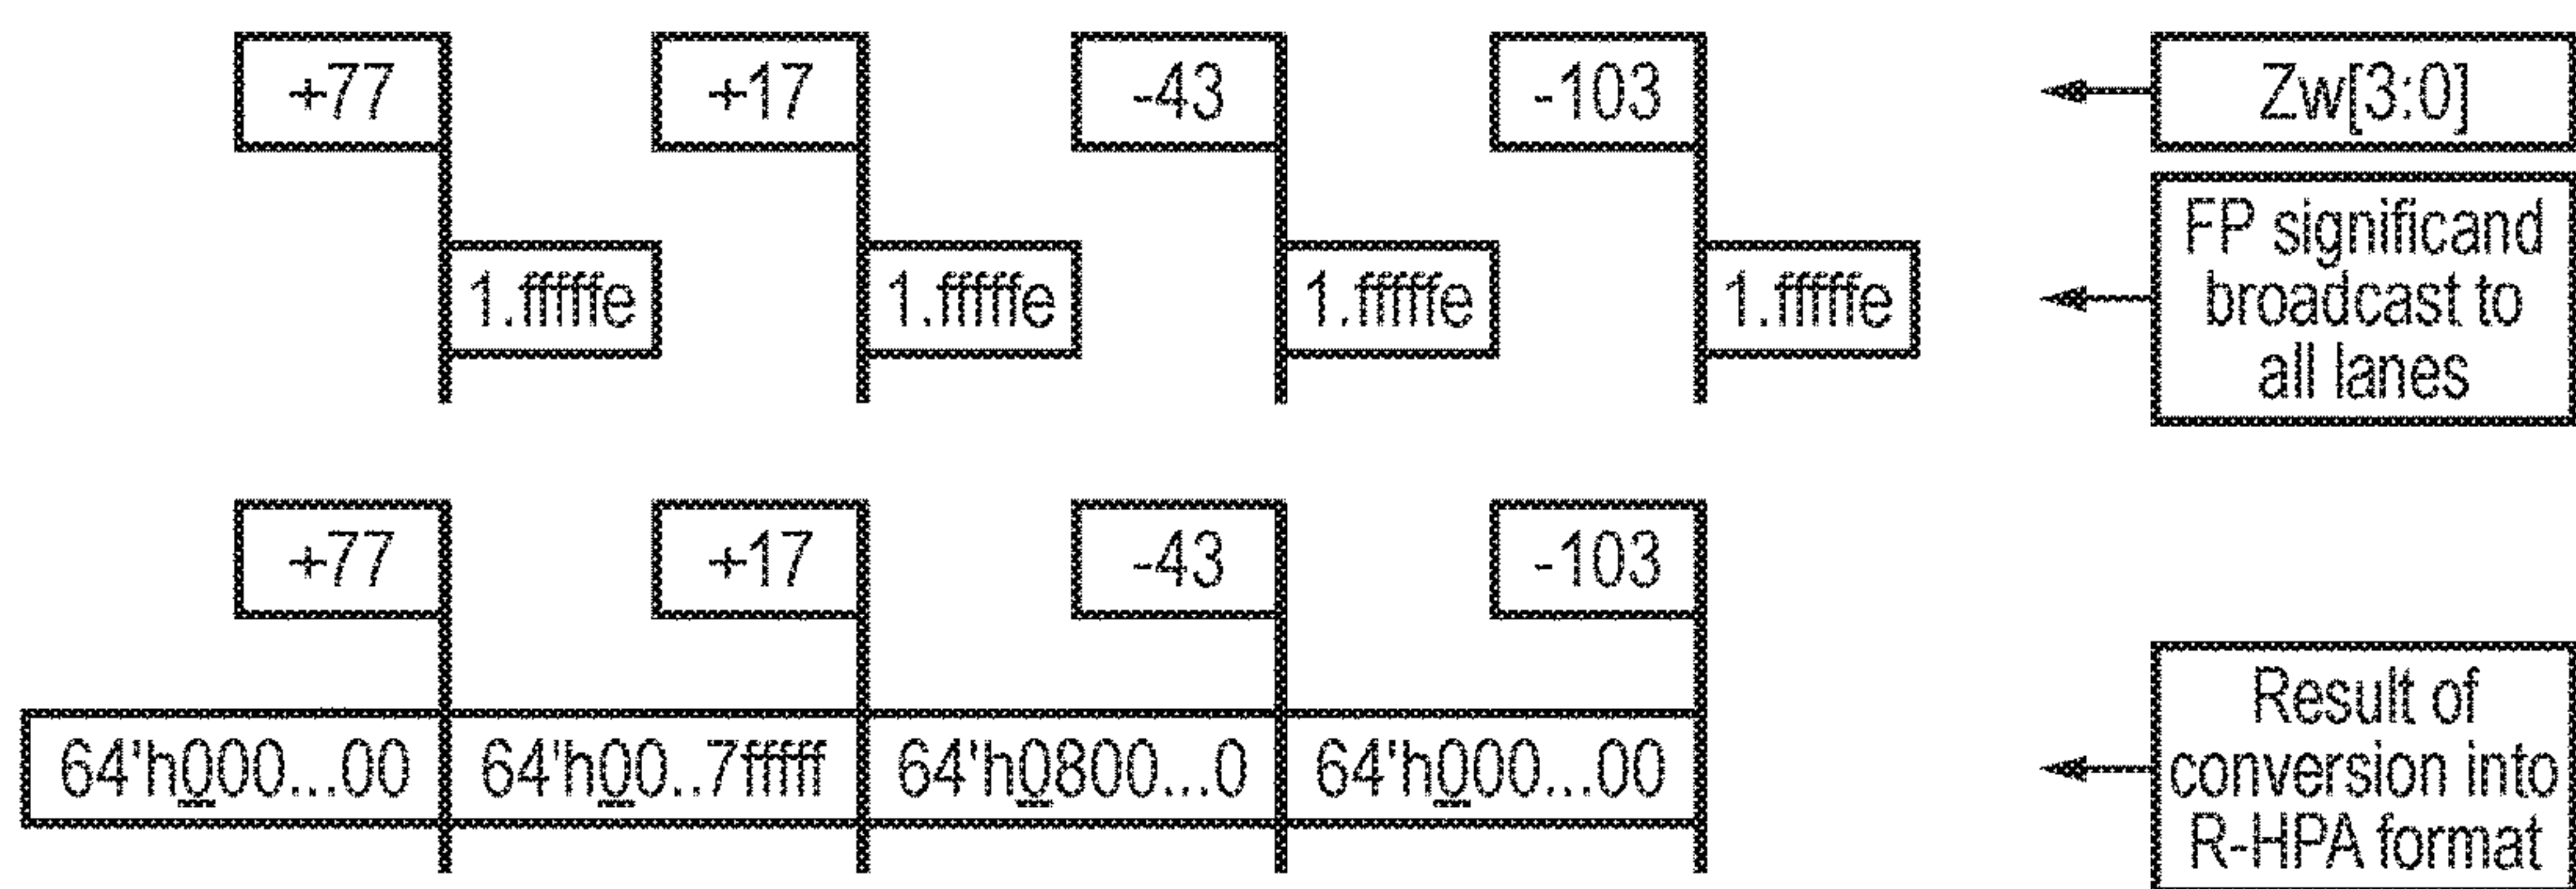 +77 +17 -43 -103 Zw[3:0]
1.fffffe 1.fffffe 1.fffffe 1.fffffe
FP significand
broadcast to
all lanes
+77 +17 -43 -103
64'h000...00 64'h00..7fffff 64'h0800...0 64'h000...00
Result of
conversion into
R-HPA format